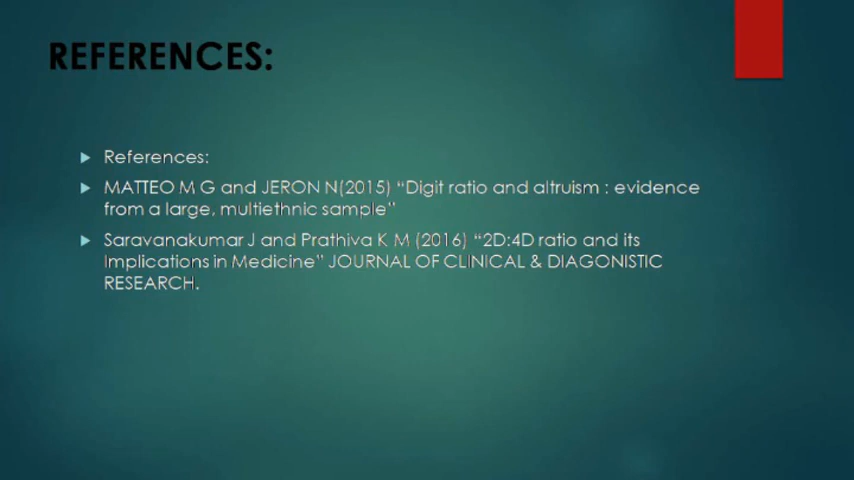 REFERENCES:
References:
MATTEO M G and JERON N(2015) “Digit ratio and altruism : evidence
from a large, multiethnic sample”
Saravanakumar J and Prathiva K M (2016) “2D:4D ratio and its
Implications in Medicine” JOURNAL OF CLINICAL & DIAGONISTIC
RESEARCH.